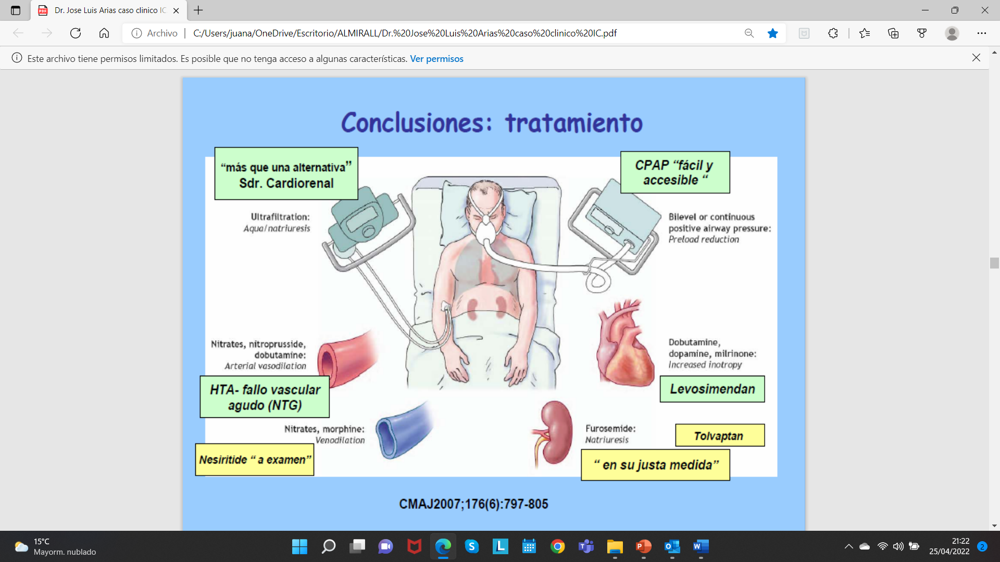 Dr. Jose Luis Arias caso clinico IC
Archivo
C:/Users/juana/OneDrive/Escritorio/ALMIRALL/Dr.%20Jose%20Luis%20Arias%20caso%20clinico%20IC.pdf
Este archivo tiene permisos limitados. Es posible que no tenga acceso a algunas características. Ver permisos
Conclusiones: tratamiento
“más que una alternativa”
Sdr. Cardiorenal
CPAP “fácil y
accesible “
Ultrafiltration:
Aqua/natriuresis
Bilevel or continuous
positive airway pressure:
Preload reduction
Nitrates, nitroprusside,
dobutamine:
Arterial vasodilation
Dobutamine,
dopamine, milrinone:
Increased inotropy
HTA- fallo vascular
agudo (NTG)
Levosimendan
Nitrates, morphine:
Venodilation
Furosemide:
Natriuresis
Tolvaptan
Nesiritide “ a examen”
“ en su justa medida”
CMAJ2007;176(6):797-805
15°C
Mayorm. nublado
21:22
25/04/2022
2